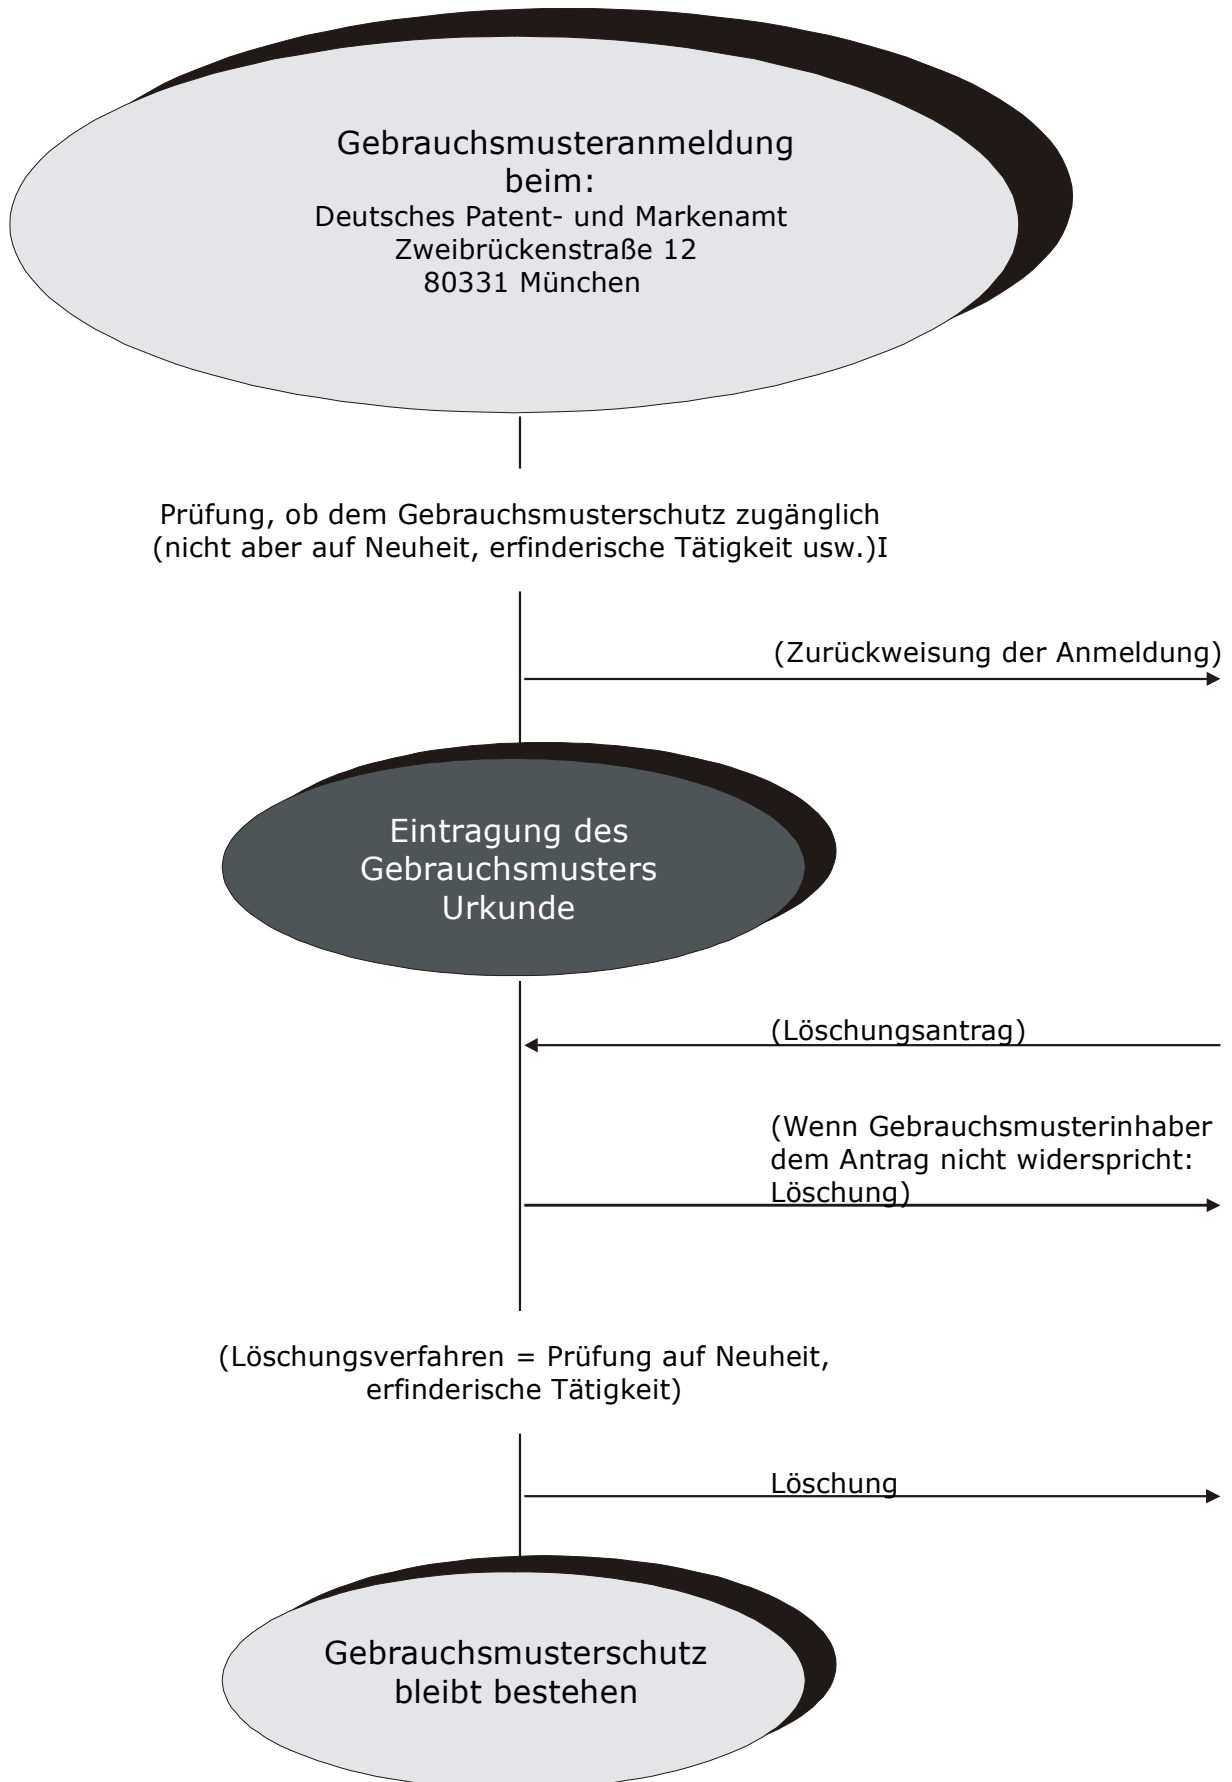 Gebrauchsmusteranmeldung
beim:
Deutsches Patent- und Markenamt
Zweibrückenstraße 12
80331 München
Prüfung, ob dem Gebrauchsmusterschutz zugänglich
(nicht aber auf Neuheit, erfinderische Tätigkeit usw.)I
(Zurückweisung der Anmeldung)
Eintragung des
Gebrauchsmusters
Urkunde
(Löschungsantrag)
(Wenn Gebrauchsmusterinhaber
dem Antrag nicht widerspricht:
Löschung)
(Löschungsverfahren = Prüfung auf Neuheit,
erfinderische Tätigkeit)
Löschung
Gebrauchsmusterschutz
bleibt bestehen